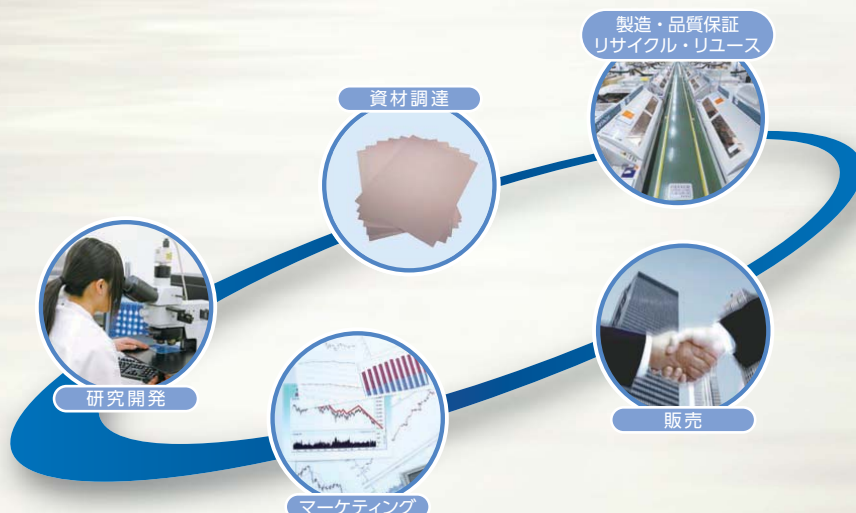 製造・品質保証
リサイクル・リユース
資材調達
研究開発
販売
マーケティング